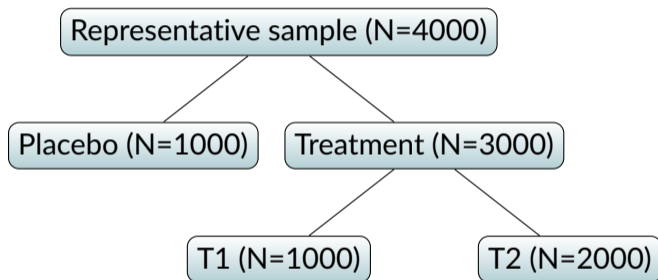 Representative sample (N=4000)
Placebo (N=1000)
Treatment (N=3000)
T1 (N=1000)
T2 (N=2000)